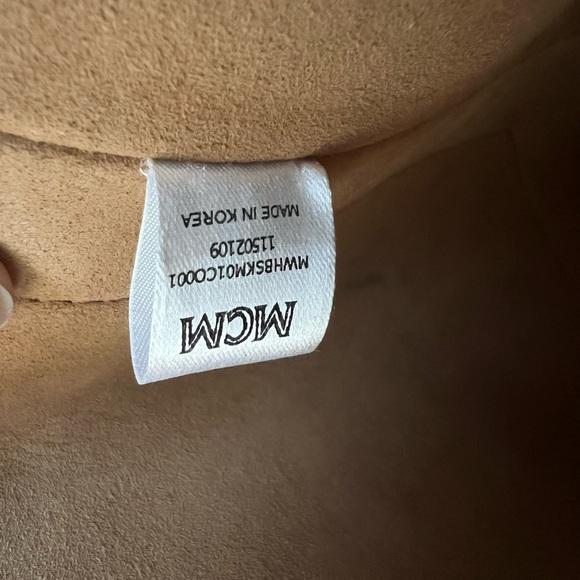 MCM
MWHBSKM01CO001
11502109
MADE IN KOREA